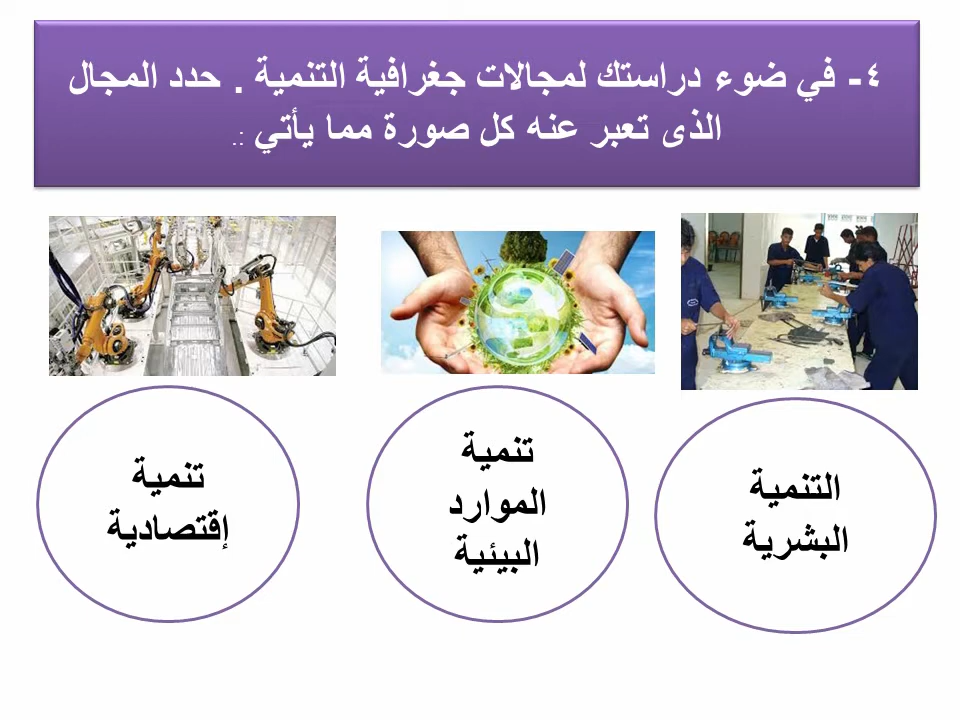 ٤- في ضوء دراستك لمجالات جغرافية التنمية . حدد المجال
الذى تعبر عنه كل صورة مما يأتي :.
التنمية
البشرية
تنمية
الموارد
البيئية
تنمية
إقتصادية